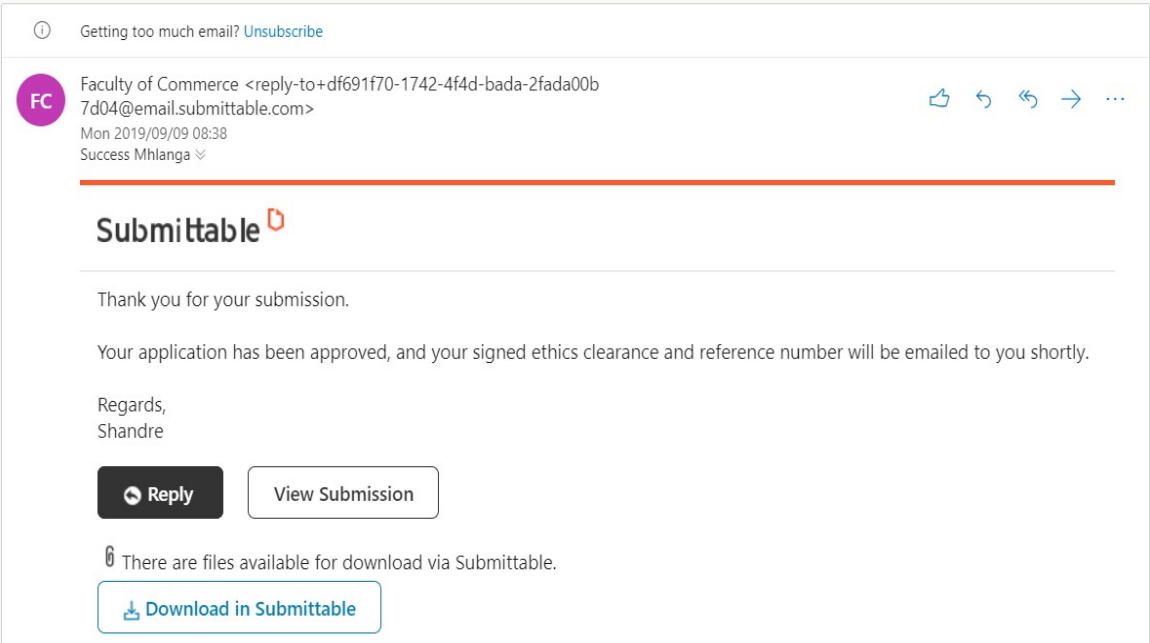 Getting too much email? Unsubscribe
FC
Faculty of Commerce <reply-to+df691f70-1742-4f4d-bada-2fada00b
7d04@email.submittable.com>
Mon 2019/09/09 08:38
Success Mhlanga
Submittable
Thank you for your submission.
Your application has been approved, and your signed ethics clearance and reference number will be emailed to you shortly.
Regards,
Shandre
Reply
View Submission
There are files available for download via Submittable.
Download in Submittable